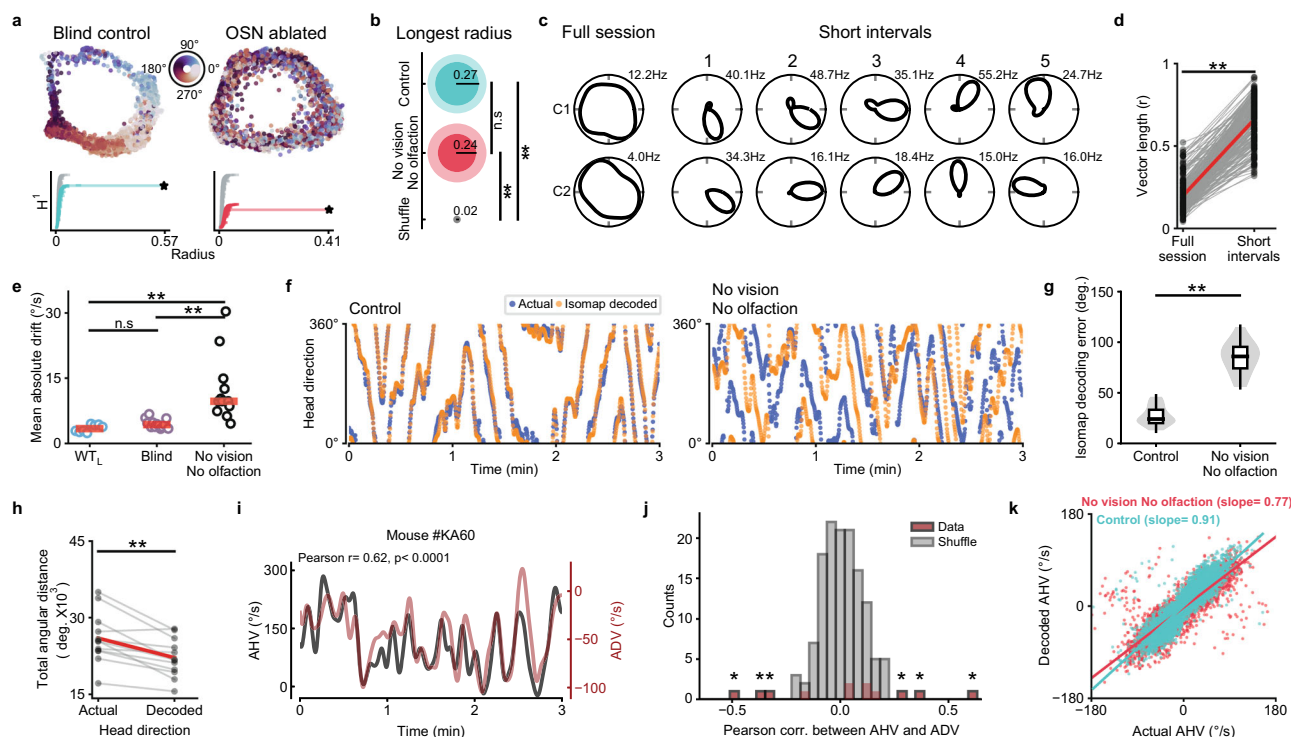 a
Blind control
OSN ablated
90°
180°
0°
270°
H¹
0
0.57
0
0.41
Radius
b
Longest radius
Control
0.27
No vision
No olfaction
0.24
Shuffle
0.02
n.s
**
**
c
Full session
Short intervals
1
2
3
4
5
C1
12.2Hz
40.1Hz
48.7Hz
35.1Hz
55.2Hz
24.7Hz
C2
4.0Hz
34.3Hz
16.1Hz
18.4Hz
15.0Hz
16.0Hz
d
**
Vector length (r)
1
0.5
0
Full
session
Short
intervals
e
**
**
n.s
Mean absolute drift (°/s)
30
15
0
WT_L
Blind
No vision
No olfaction
f
Control
Actual
Isomap decoded
No vision
No olfaction
Head direction
360°
0°
0
1
2
3
Time (min)
360°
0°
0
1
2
3
Time (min)
g
**
Isomap decoding error (deg.)
150
100
50
0
Control
No vision
No olfaction
h
**
Total angular distance
( deg. X10³)
45
30
15
Actual
Decoded
Head direction
i
Mouse #KA60
Pearson r= 0.62, p< 0.0001
AHV (°/s)
300
150
0
ADV (°/s)
0
−50
−100
0
1
2
3
Time (min)
j
Data
Shuffle
Counts
20
15
10
5
0
*
**
*
*
*
−0.5
0.0
0.5
Pearson corr. between AHV and ADV
k
No vision No olfaction (slope= 0.77)
Control (slope= 0.91)
Decoded AHV (°/s)
180
0
−180
−180
0
180
Actual AHV (°/s)